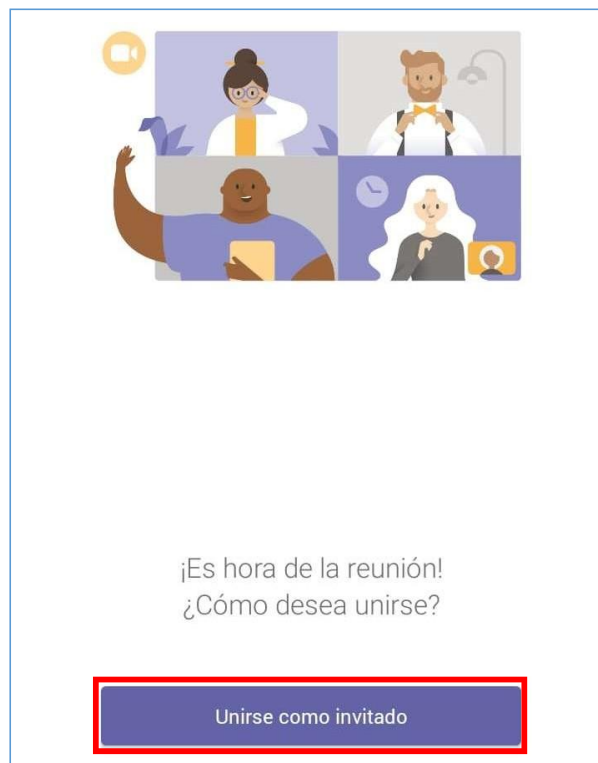 ¡Es hora de la reunión!
¿Cómo desea unirse?
Unirse como invitado